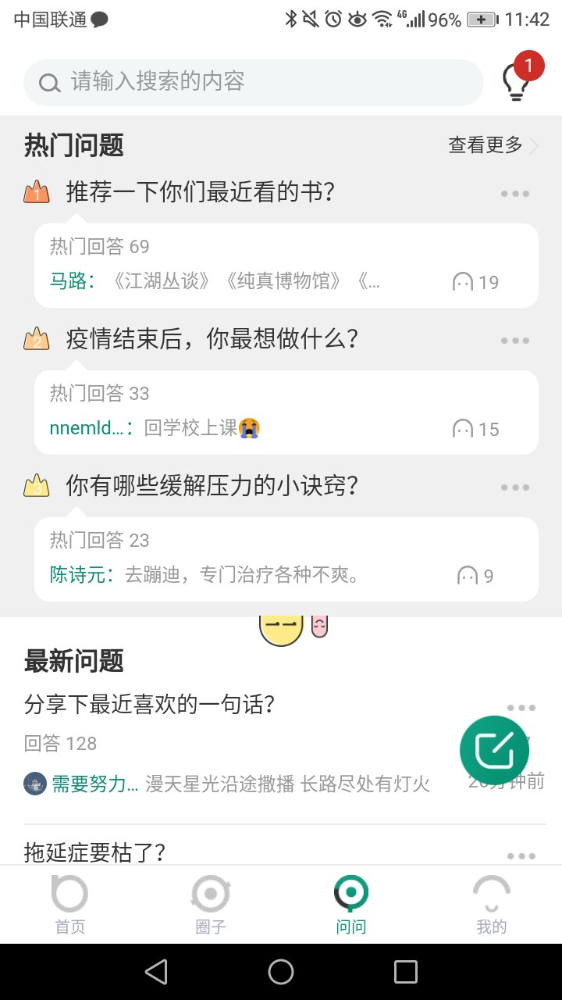 中国联通
4G
96%
11:42
请输入搜索的内容
1
热门问题
查看更多
1
推荐一下你们最近看的书?
热门回答 69
马路：《江湖丛谈》《纯真博物馆》《...
19
2
疫情结束后，你最想做什么?
热门回答 33
nnemld...：回学校上课😭
15
3
你有哪些缓解压力的小诀窍?
热门回答 23
陈诗元：去蹦迪，专门治疗各种不爽。
9
最新问题
分享下最近喜欢的一句话?
回答 128
需要努力... 漫天星光沿途撒播 长路尽处有灯火
分钟前
拖延症要枯了?
首页
圈子
问问
我的